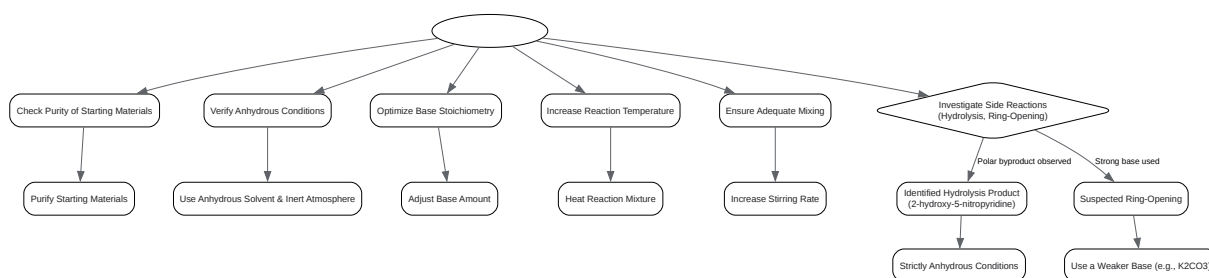 Check Purity of Starting Materials
Verify Anhydrous Conditions
Optimize Base Stoichiometry
Increase Reaction Temperature
Ensure Adequate Mixing
Investigate Side Reactions
(Hydrolysis, Ring-Opening)
Polar byproduct observed
Strong base used
Purify Starting Materials
Use Anhydrous Solvent & Inert Atmosphere
Adjust Base Amount
Heat Reaction Mixture
Increase Stirring Rate
Identified Hydrolysis Product
(2-hydroxy-5-nitropyridine)
Suspected Ring-Opening
Strictly Anhydrous Conditions
Use a Weaker Base (e.g., K2CO3)